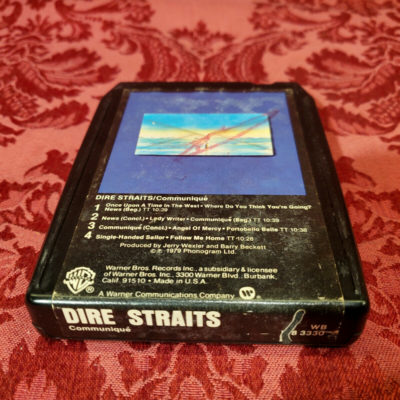 DIRE STRAITS/Communiqué
1 Once Upon A Time In The West • Where Do You Think You're Going?
News (Beg.) TT 10:39
2 News (Concl.) • Lady Writer • Communiqué (Beg.) TT 10:39
3 Communiqué (Concl.) • Angel Of Mercy • Portobello Belle TT 10:38
4 Single-Handed Sailor • Follow Me Home TT 10:28
Produced by Jerry Wexler and Barry Beckett
℗ © 1979 Phonogram Ltd.
Warner Bros. Records Inc., a subsidiary & licensee
of Warner Bros. Inc. 3300 Warner Blvd., Burbank,
Calif. 91510 • Made in U.S.A.
A Warner Communications Company
DIRE STRAITS
Communiqué
WB
8 3330